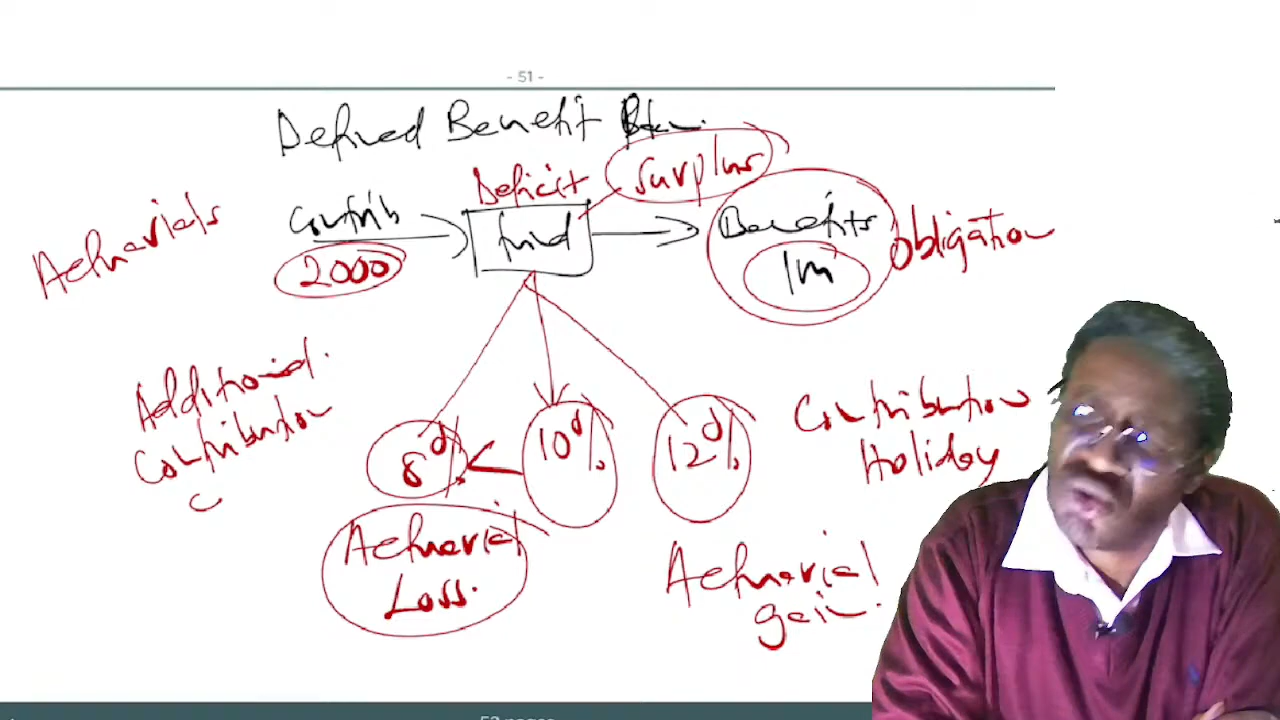 - 51 -
Defined Benefit
Deficit
surplus
Actuarials
Contrib
fund
Benefits
obligation
2000
1m
Additional
Contribution
c
8%
10%
12%
Contribution
Holiday
Actuarial
Loss.
Actuarial
gain.